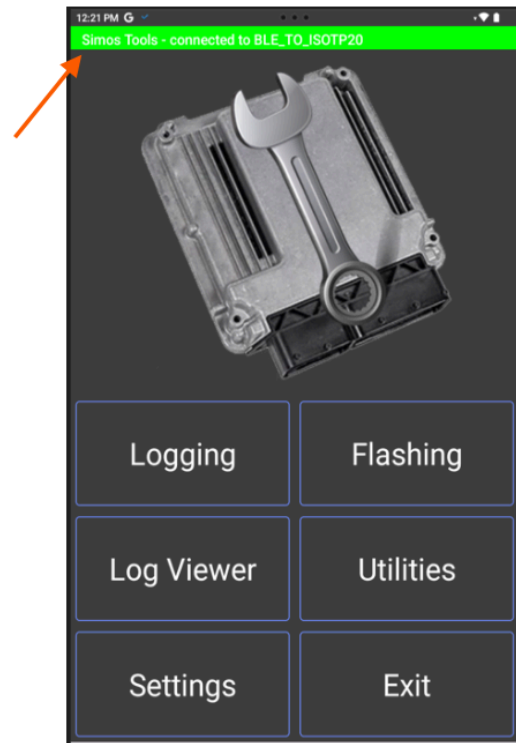 12:21 PM G
Simos Tools - connected to BLE_TO_ISOTP20
Logging
Flashing
Log Viewer
Utilities
Settings
Exit